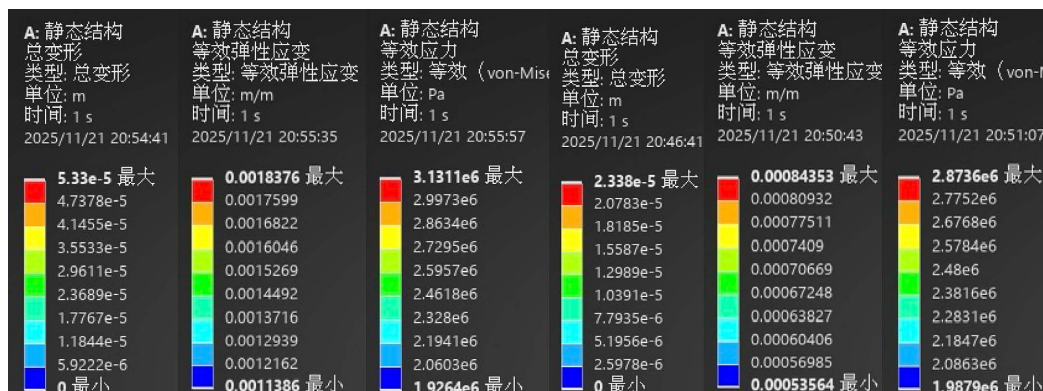 A: 静态结构
总变形
类型: 总变形
单位: m
时间: 1 s
2025/11/21 20:54:41
5.33e-5 最大
4.7378e-5
4.1455e-5
3.5533e-5
2.9611e-5
2.3689e-5
1.7767e-5
1.1844e-5
5.9222e-6
0 最小
A: 静态结构
等效弹性应变
类型: 等效弹性应变
单位: m/m
时间: 1 s
2025/11/21 20:55:35
0.0018376 最大
0.0017599
0.0016822
0.0016046
0.0015269
0.0014492
0.0013716
0.0012939
0.0012162
0.0011386 最小
A: 静态结构
等效应力
类型: 等效（von-Mise
单位: Pa
时间: 1 s
2025/11/21 20:55:57
3.1311e6 最大
2.9973e6
2.8634e6
2.7295e6
2.5957e6
2.4618e6
2.328e6
2.1941e6
2.0603e6
1.9264e6 最小
A: 静态结构
总变形
类型: 总变形
单位: m
时间: 1 s
2025/11/21 20:46:41
2.338e-5 最大
2.0783e-5
1.8185e-5
1.5587e-5
1.2989e-5
1.0391e-5
7.7935e-6
5.1956e-6
2.5978e-6
0 最小
A: 静态结构
等效弹性应变
类型: 等效弹性应变
单位: m/m
时间: 1 s
2025/11/21 20:50:43
0.00084353 最大
0.00080932
0.00077511
0.0007409
0.00070669
0.00067248
0.00063827
0.00060406
0.00056985
0.00053564 最小
A: 静态结构
等效应力
类型: 等效（von-
单位: Pa
时间: 1 s
2025/11/21 20:51:07
2.8736e6 最大
2.7752e6
2.6768e6
2.5784e6
2.48e6
2.3816e6
2.2831e6
2.1847e6
2.0863e6
1.9879e6 最小